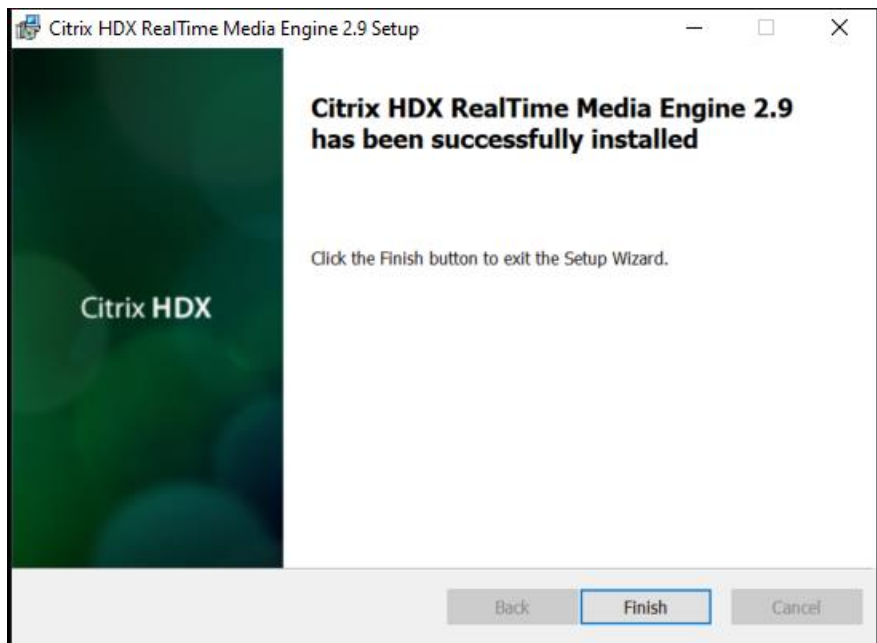 Citrix HDX RealTime Media Engine 2.9 Setup
Citrix HDX RealTime Media Engine 2.9
has been successfully installed
Click the Finish button to exit the Setup Wizard.
Citrix HDX
Back
Finish
Cancel